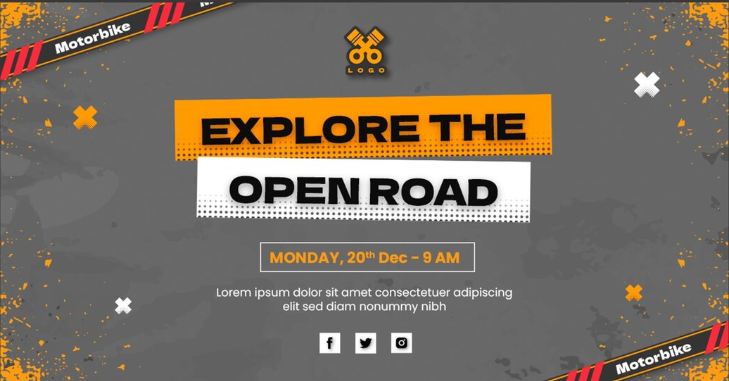 Motorbike
LOGO
EXPLORE THE
OPEN ROAD
MONDAY, 20th Dec - 9 AM
Lorem ipsum dolor sit amet consectetuer adipiscing
elit sed diam nonummy nibh
Motorbike